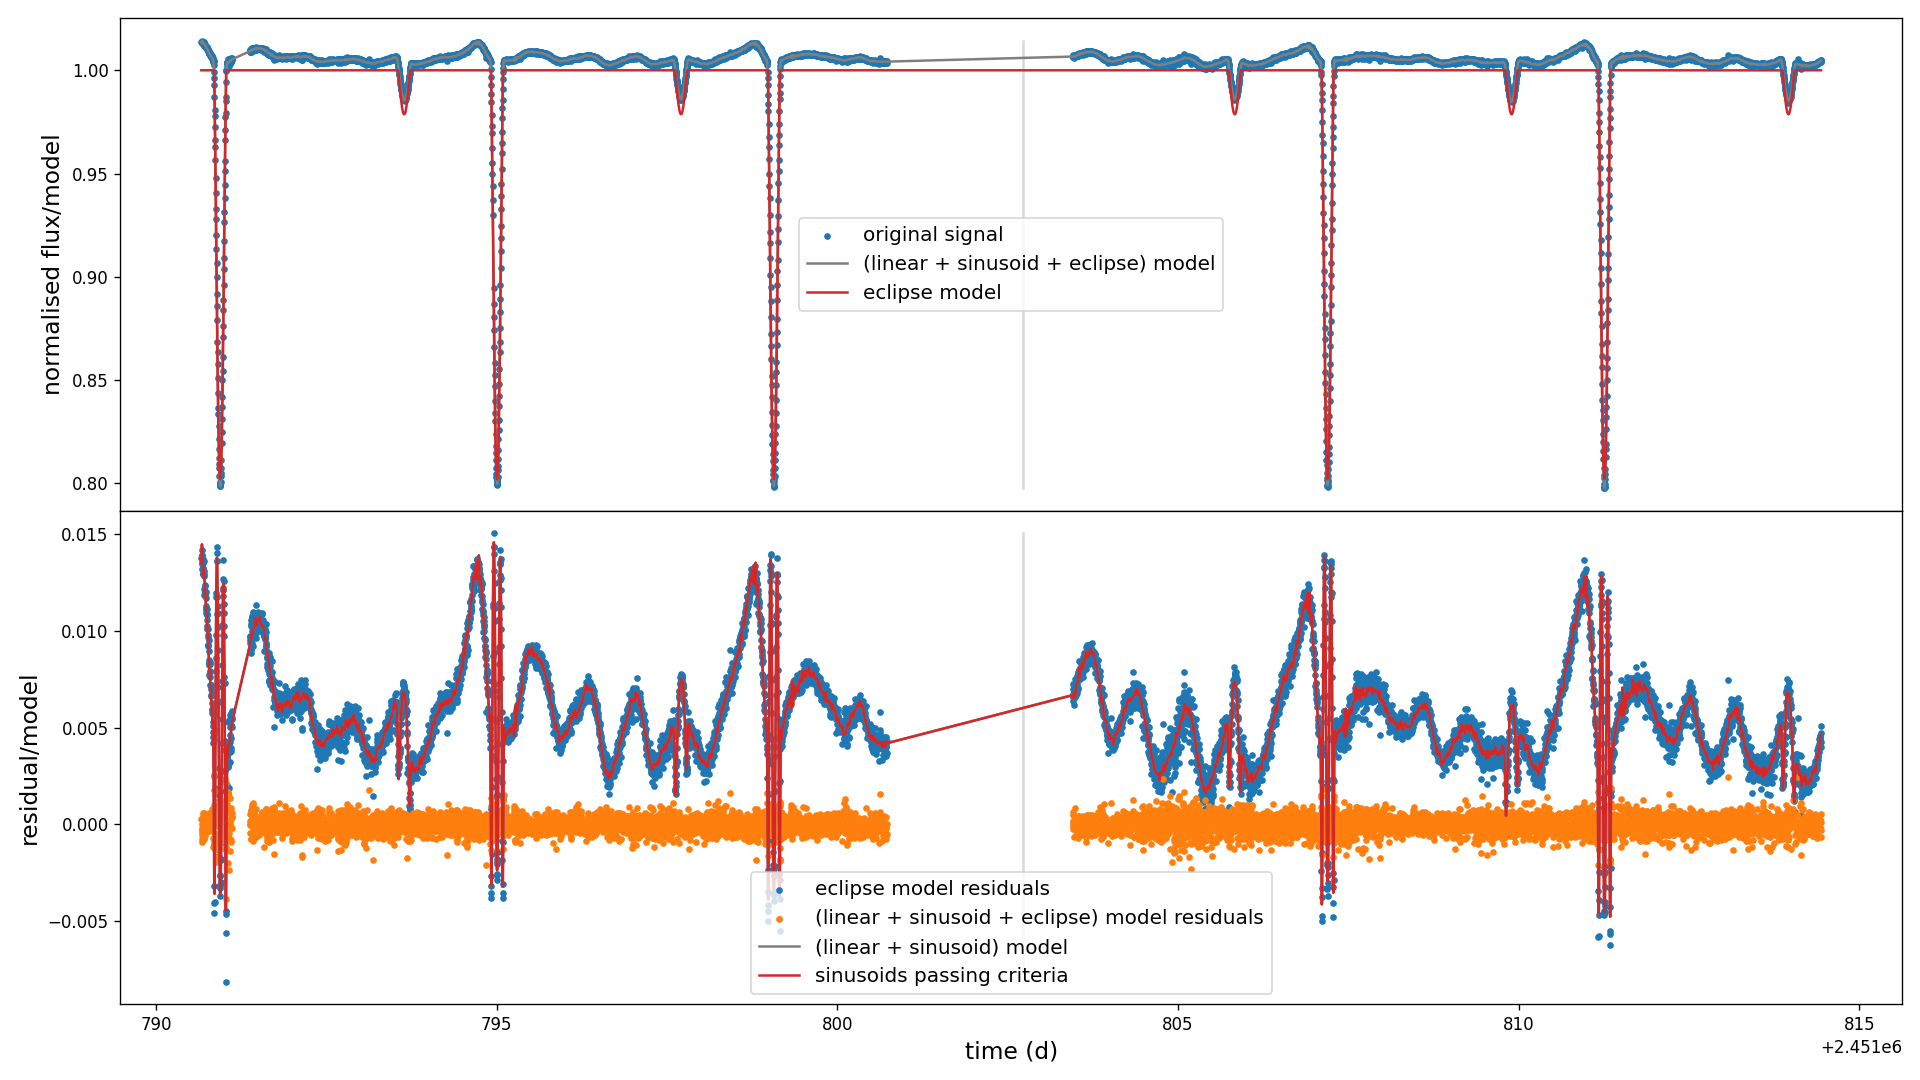 normalised flux/model
1.00
0.95
0.90
0.85
0.80
original signal
(linear + sinusoid + eclipse) model
eclipse model
residual/model
0.015
0.010
0.005
0.000
−0.005
eclipse model residuals
(linear + sinusoid + eclipse) model residuals
(linear + sinusoid) model
sinusoids passing criteria
790 795 800 805 810 815
+2.451e6
time (d)